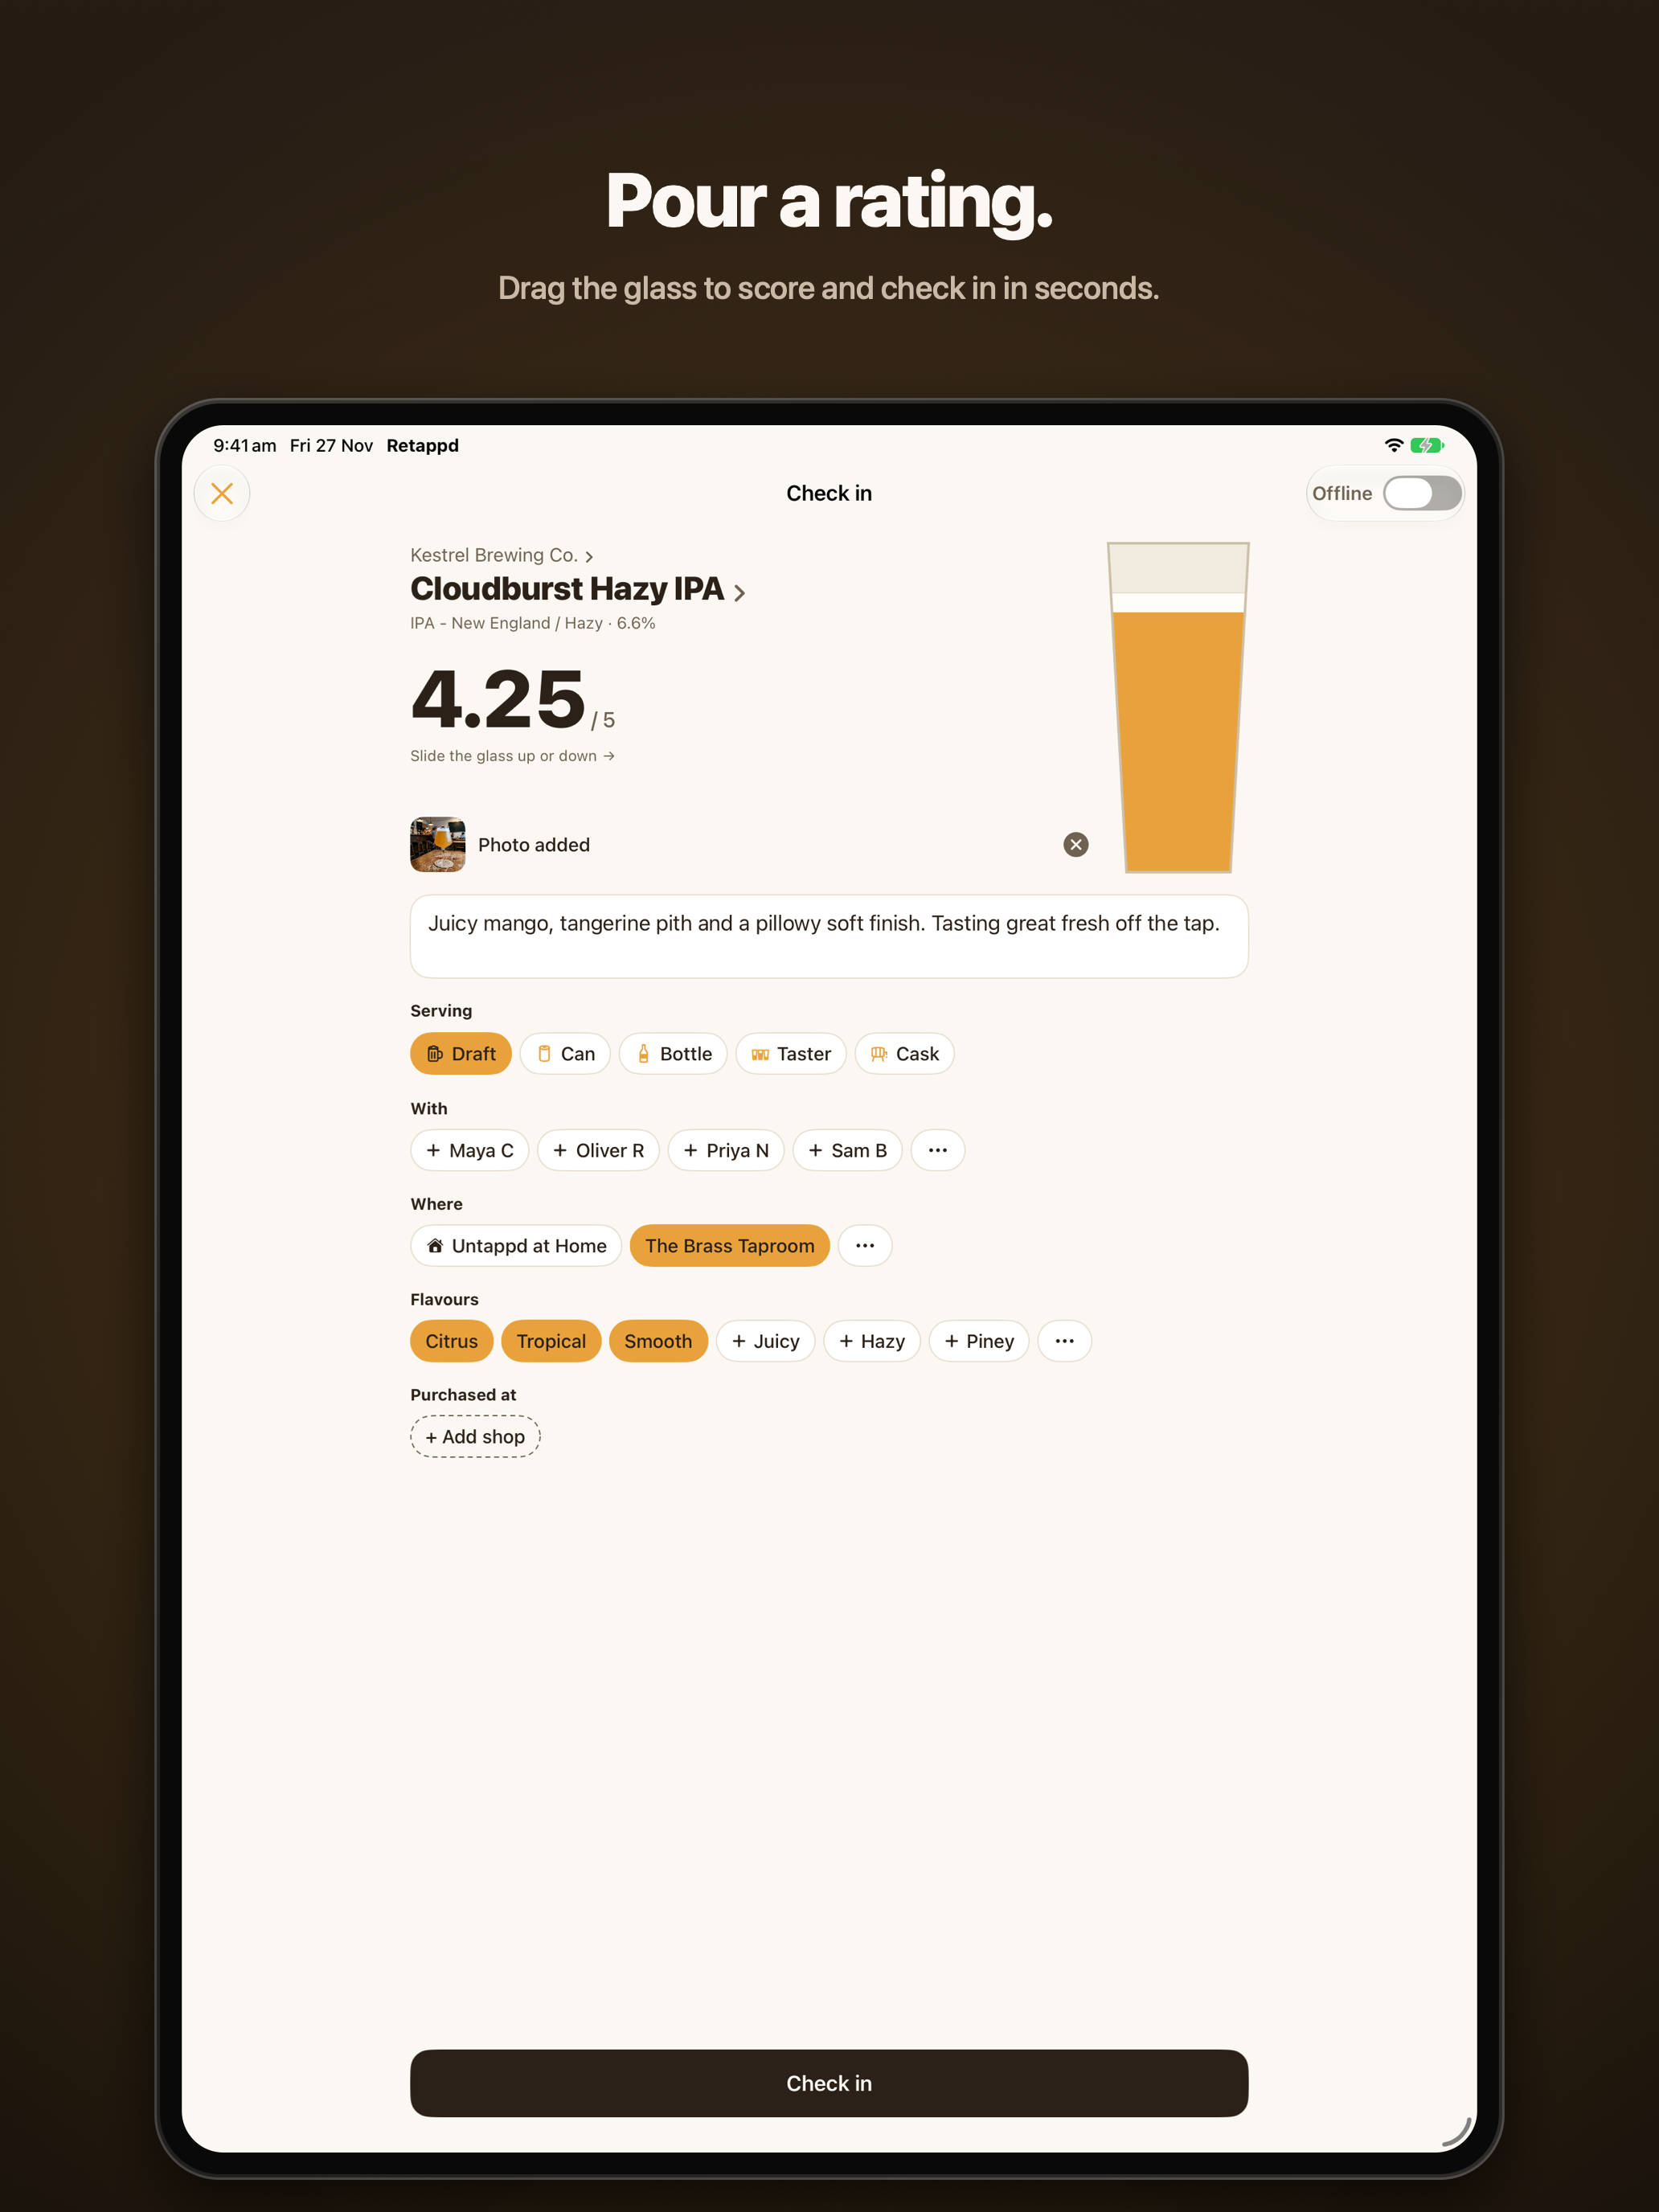 Pour a rating.
Drag the glass to score and check in in seconds.
9:41 am Fri 27 Nov Retappd
Check in
Offline
Kestrel Brewing Co.
Cloudburst Hazy IPA
IPA - New England / Hazy · 6.6%
4.25 / 5
Slide the glass up or down →
Photo added
Juicy mango, tangerine pith and a pillowy soft finish. Tasting great fresh off the tap.
Serving
Draft Can Bottle Taster Cask
With
+ Maya C + Oliver R + Priya N + Sam B ...
Where
Untappd at Home The Brass Taproom ...
Flavours
Citrus Tropical Smooth + Juicy + Hazy + Piney ...
Purchased at
+ Add shop
Check in